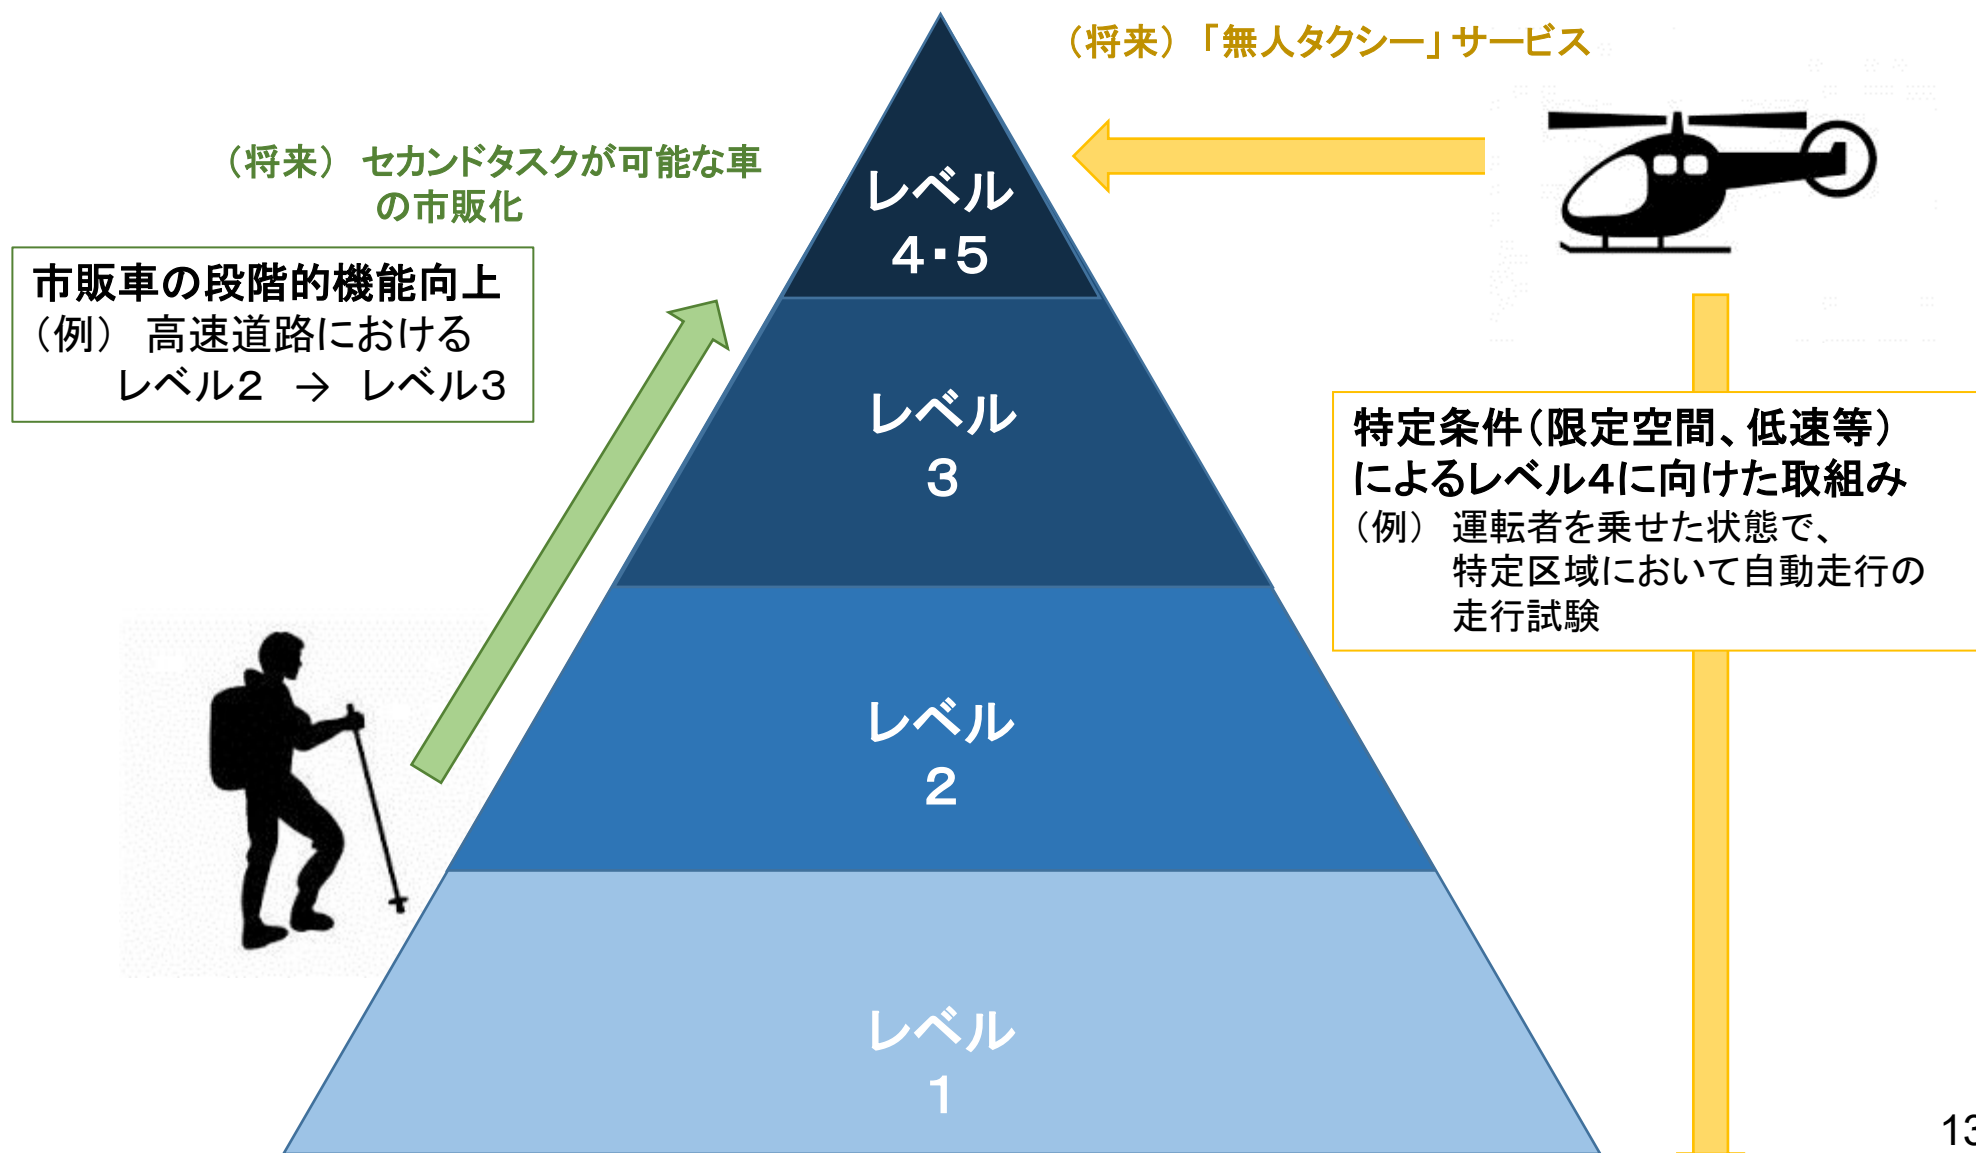 （将来）「無人タクシー」サービス
（将来） セカンドタスクが可能な車
の市販化
市販車の段階的機能向上
（例） 高速道路における
レベル２ → レベル３
レベル
４・５
レベル
３
レベル
２
レベル
１
特定条件（限定空間、低速等）
によるレベル４に向けた取組み
（例） 運転者を乗せた状態で、
特定区域において自動走行の
走行試験
13